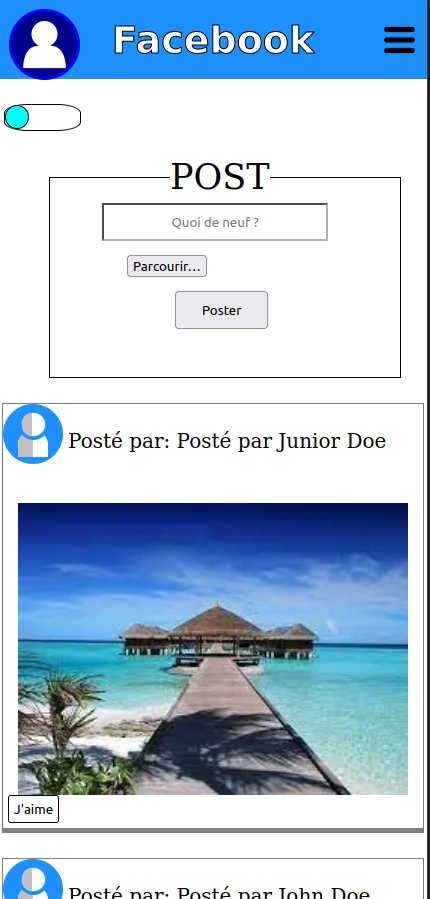 Facebook
POST
Quoi de neuf ?
Parcourir...
Poster
Posté par: Posté par Junior Doe
J'aime
Posté par: Posté par John Doe